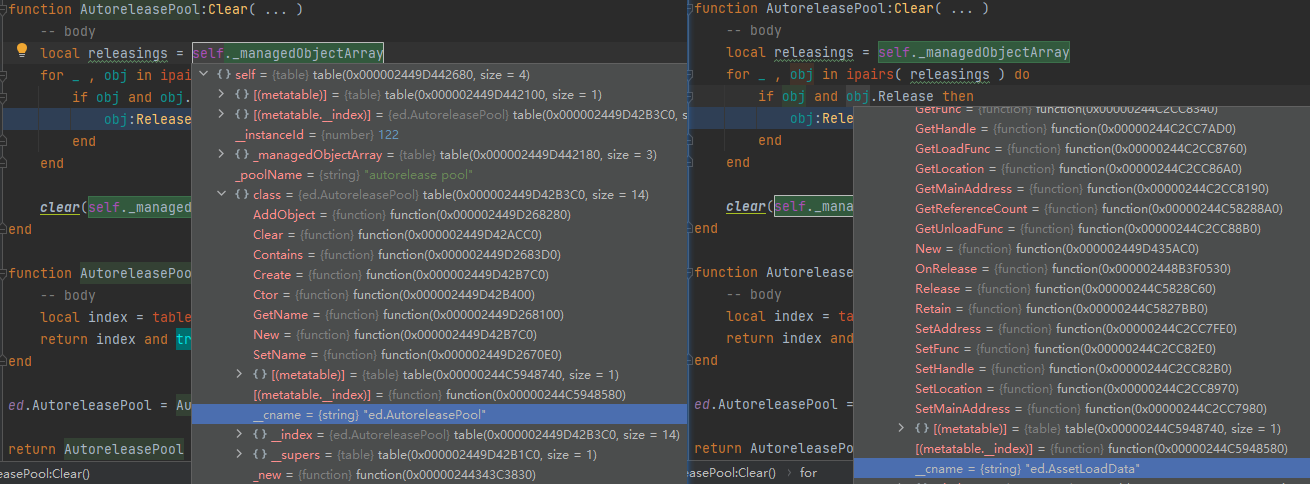 function AutoreleasePool:Clear( ... )
-- body
local releasings = self._managedObjectArray
for _ , obj in ipairs
if obj and obj.
obj:Release
end
end
clear(self._managed
end
function AutoreleasePoo
-- body
local index = table
return index and tr
end
ed.AutoreleasePool = Au
return AutoreleasePool
easePool:Clear()
self = {table} table(0x000002449D442680, size = 4)
[(metatable)] = {table} table(0x000002449D442100, size = 1)
[(metatable.__index)] = {ed.AutoreleasePool} table(0x000002449D42B3C0, s
__instanceId = {number} 122
_managedObjectArray = {table} table(0x000002449D442180, size = 3)
_poolName = {string} "autorelease pool"
class = {ed.AutoreleasePool} table(0x000002449D42B3C0, size = 14)
AddObject = {function} function(0x000002449D268280)
Clear = {function} function(0x000002449D42ACC0)
Contains = {function} function(0x000002449D2683D0)
Create = {function} function(0x000002449D42B7C0)
Ctor = {function} function(0x000002449D42B400)
GetName = {function} function(0x000002449D268100)
New = {function} function(0x000002449D42B7C0)
SetName = {function} function(0x000002449D2670E0)
[(metatable)] = {table} table(0x00000244C5948740, size = 1)
[(metatable.__index)] = {function} function(0x00000244C5948580)
__cname = {string} "ed.AutoreleasePool"
__index = {ed.AutoreleasePool} table(0x000002449D42B3C0, size = 14)
__supers = {table} table(0x000002449D42B1C0, size = 1)
_new = {function} function(0x00000244343C3830)
function AutoreleasePool:Clear( ... )
-- body
local releasings = self._managedObjectArray
for _ , obj in ipairs( releasings ) do
if obj and obj.Release then
obj:Rele
end
end
clear(self._mana
end
function Autorelease
-- body
local index = ta
return index and
end
ed.AutoreleasePool =
return AutoreleasePo
easePool:Clear() › for
GetFunc = {function} function(0x00000244C2CC8340)
GetHandle = {function} function(0x00000244C2CC7AD0)
GetLoadFunc = {function} function(0x00000244C2CC8760)
GetLocation = {function} function(0x00000244C2CC86A0)
GetMainAddress = {function} function(0x00000244C2CC8190)
GetReferenceCount = {function} function(0x00000244C58288A0)
GetUnloadFunc = {function} function(0x00000244C2CC88B0)
New = {function} function(0x000002449D435AC0)
OnRelease = {function} function(0x000002448B3F0530)
Release = {function} function(0x00000244C5828C60)
Retain = {function} function(0x00000244C5827BB0)
SetAddress = {function} function(0x00000244C2CC7FE0)
SetFunc = {function} function(0x00000244C2CC82E0)
SetHandle = {function} function(0x00000244C2CC82B0)
SetLocation = {function} function(0x00000244C2CC8970)
SetMainAddress = {function} function(0x00000244C2CC7980)
[(metatable)] = {table} table(0x00000244C5948740, size = 1)
[(metatable.__index)] = {function} function(0x00000244C5948580)
__cname = {string} "ed.AssetLoadData"